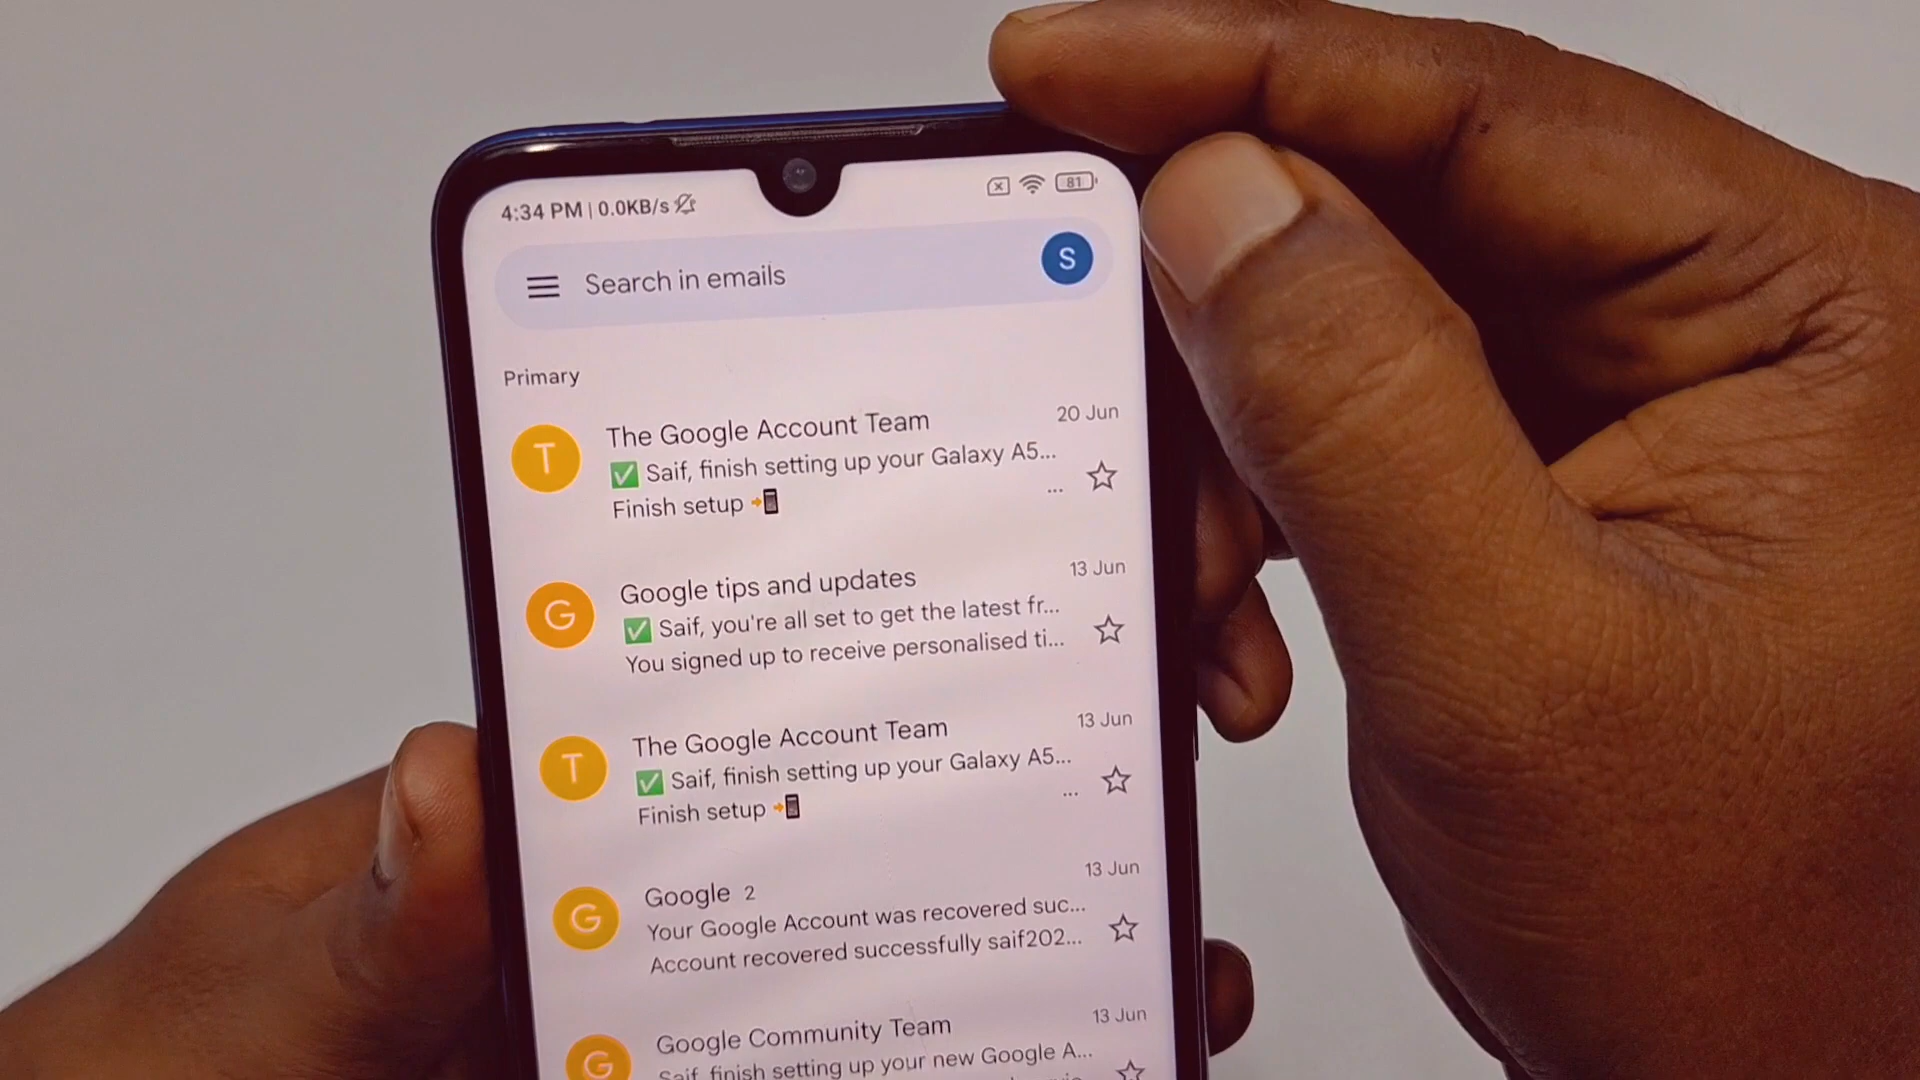 4:34 PM | 0.0KB/s
81
Search in emails
S
Primary
T
The Google Account Team
20 Jun
✅ Saif, finish setting up your Galaxy A5...
Finish setup 📲
...
G
Google tips and updates
13 Jun
✅ Saif, you're all set to get the latest fr...
You signed up to receive personalised ti...
T
The Google Account Team
13 Jun
✅ Saif, finish setting up your Galaxy A5...
Finish setup 📲
...
G
Google 2
13 Jun
Your Google Account was recovered suc...
Account recovered successfully saif202...
G
Google Community Team
13 Jun
Saif, finish setting up your new Google A...